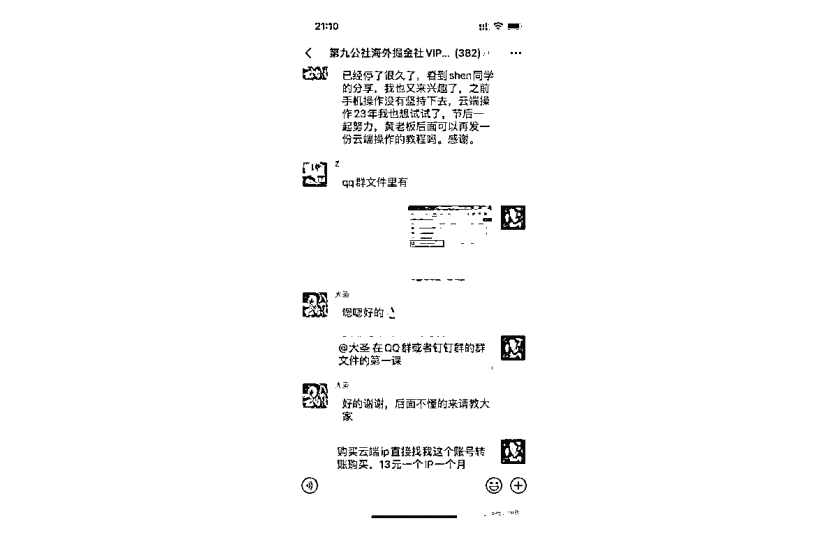 21:10
第九公社海外掘金社VIP... (382)
已经停了很久了，看到shen同学
的分享，我也又来兴趣了，之前
手机操作没有坚持下去，云端操
作23年我也想试试了，节后一
起努力，黄老板后面可以再发一
份云端操作的教程吗。感谢。
z
qq群文件里有
大圣
嗯嗯好的
@大圣 在QQ群或者钉钉群的群
文件的第一课
大圣
好的谢谢，后面不懂的来请教大
家
购买云端ip直接找我这个账号转
账购买。13元一个IP一个月